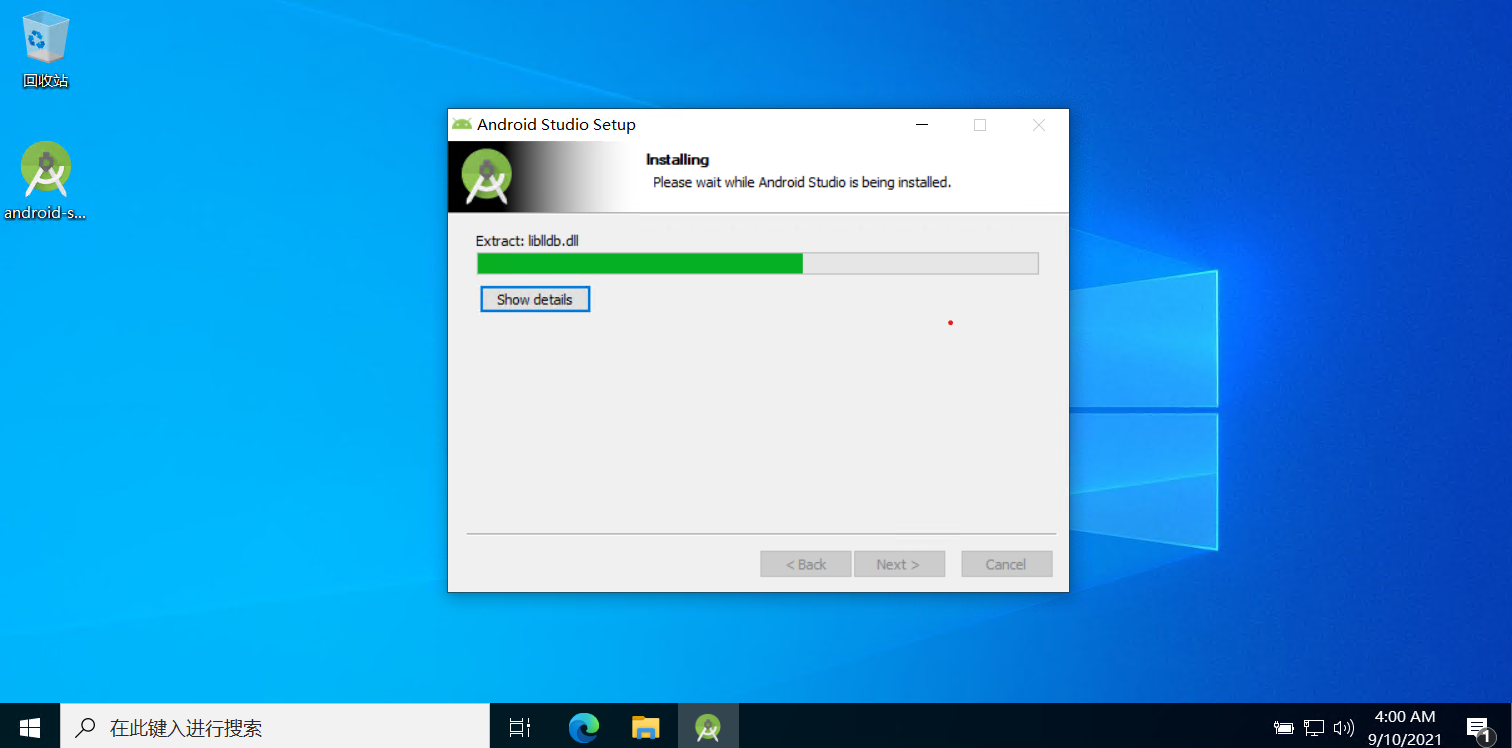 回收站
android-s...
Android Studio Setup
Installing
Please wait while Android Studio is being installed.
Extract: liblldb.dll
Show details
< Back
Next >
Cancel
在此键入进行搜索
4:00 AM
9/10/2021
1